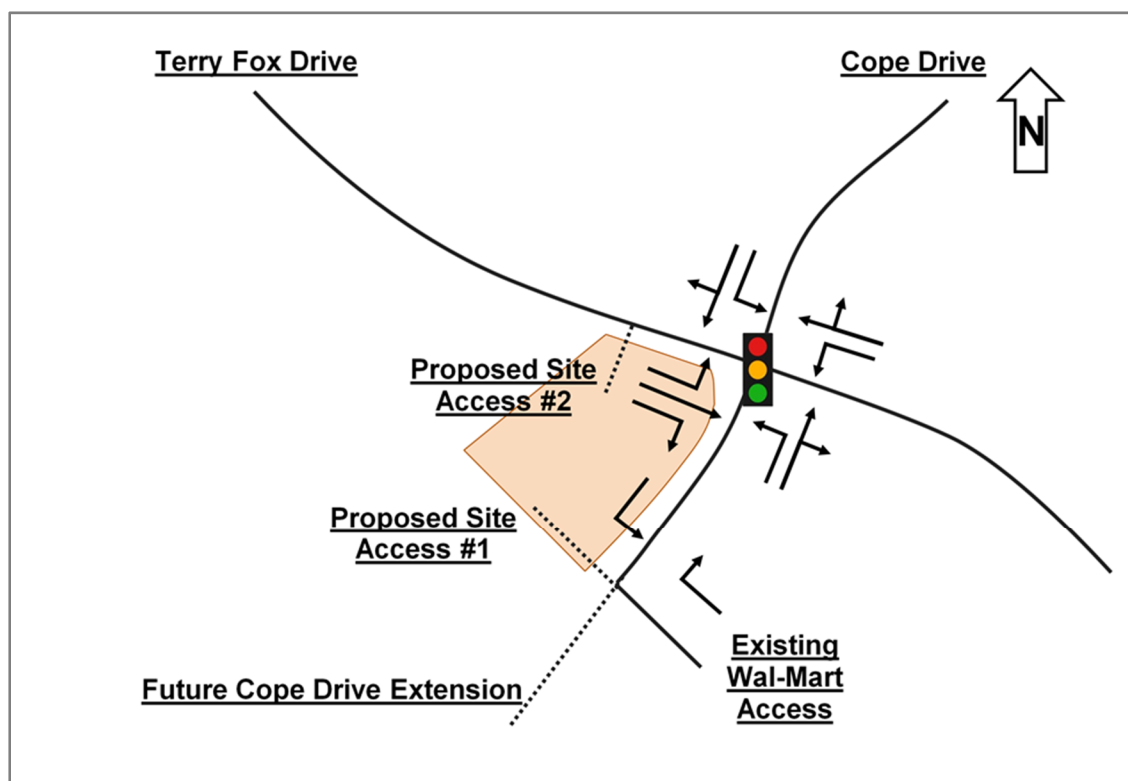 Terry Fox Drive
Cope Drive
N
Proposed Site
Access #2
Proposed Site
Access #1
Existing
Wal-Mart
Access
Future Cope Drive Extension